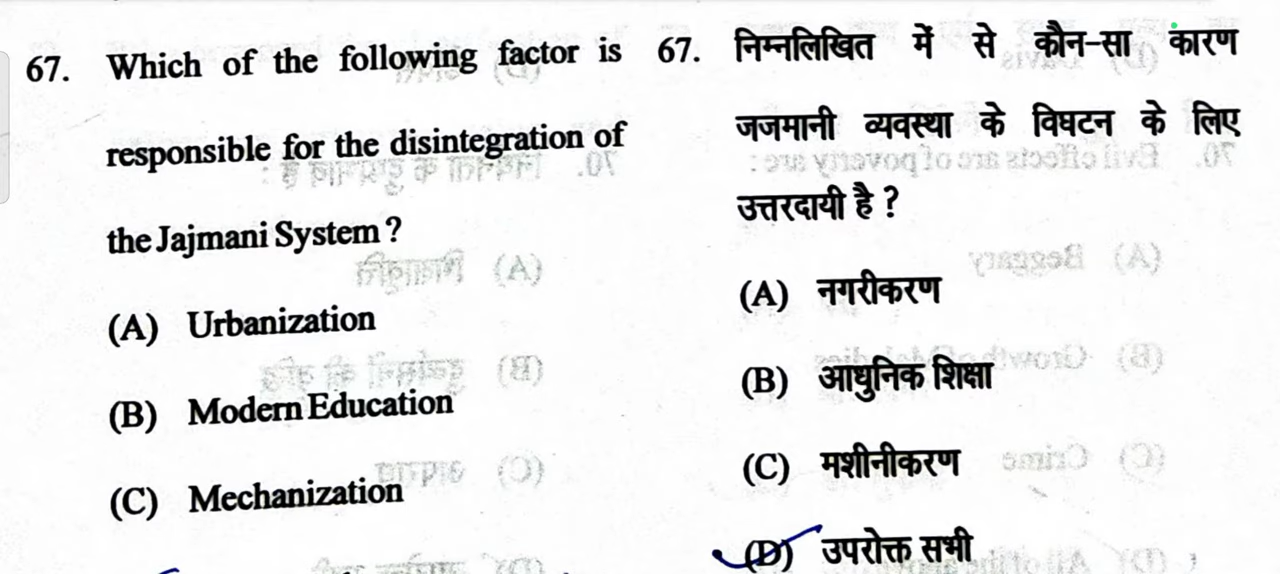 67. Which of the following factor is
responsible for the disintegration of
the Jajmani System ?
(A) Urbanization
(B) Modern Education
(C) Mechanization
67. निम्नलिखित में से कौन-सा कारण
जजमानी व्यवस्था के विघटन के लिए
उत्तरदायी है ?
(A) नगरीकरण
(B) आधुनिक शिक्षा
(C) मशीनीकरण
(D) उपरोक्त सभी